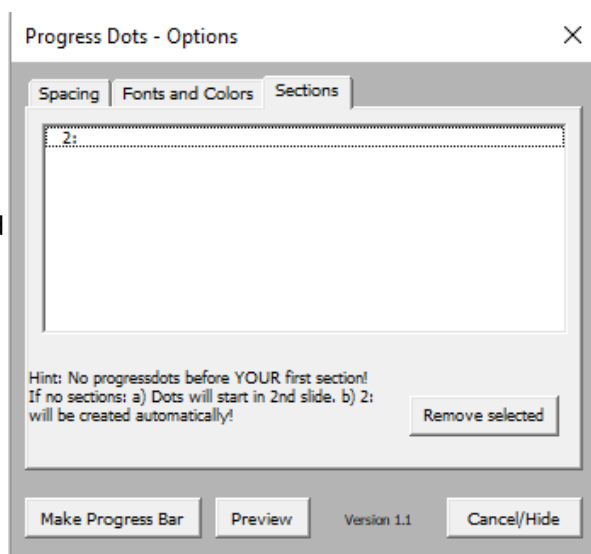 Progress Dots - Options
Spacing Fonts and Colors Sections
2:
Hint: No progressdots before YOUR first section!
If no sections: a) Dots will start in 2nd slide. b) 2:
will be created automatically!
Remove selected
Make Progress Bar Preview Version 1.1 Cancel/Hide